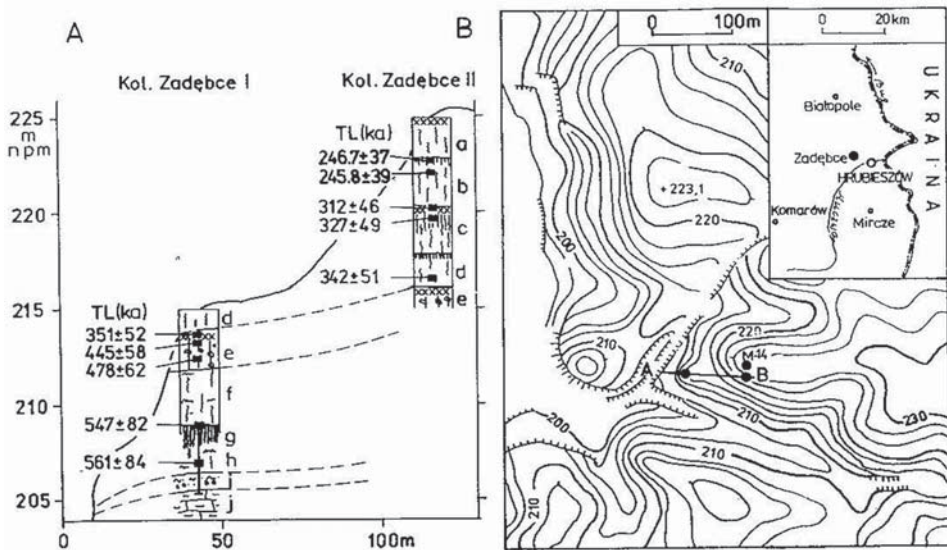 A
B
Kol. Zadębce I
Kol. Zadębce II
225
m
npm
220
215
210
205
0
50
100m
TL(ka)
246.7±37
245.8±39
312±46
327±49
342±51
a
b
c
d
e
TL(ka)
351±52
445±58
478±62
547±82
561±84
d
e
f
g
h
i
j
0
100m
0
20km
210
Białopole
Bug
Zadębce
HRUBIESZÓW
Komarów
Mircze
UKRAINA
+223,1
220
200
210
220
M-14
A
B
210
230
200
210
210